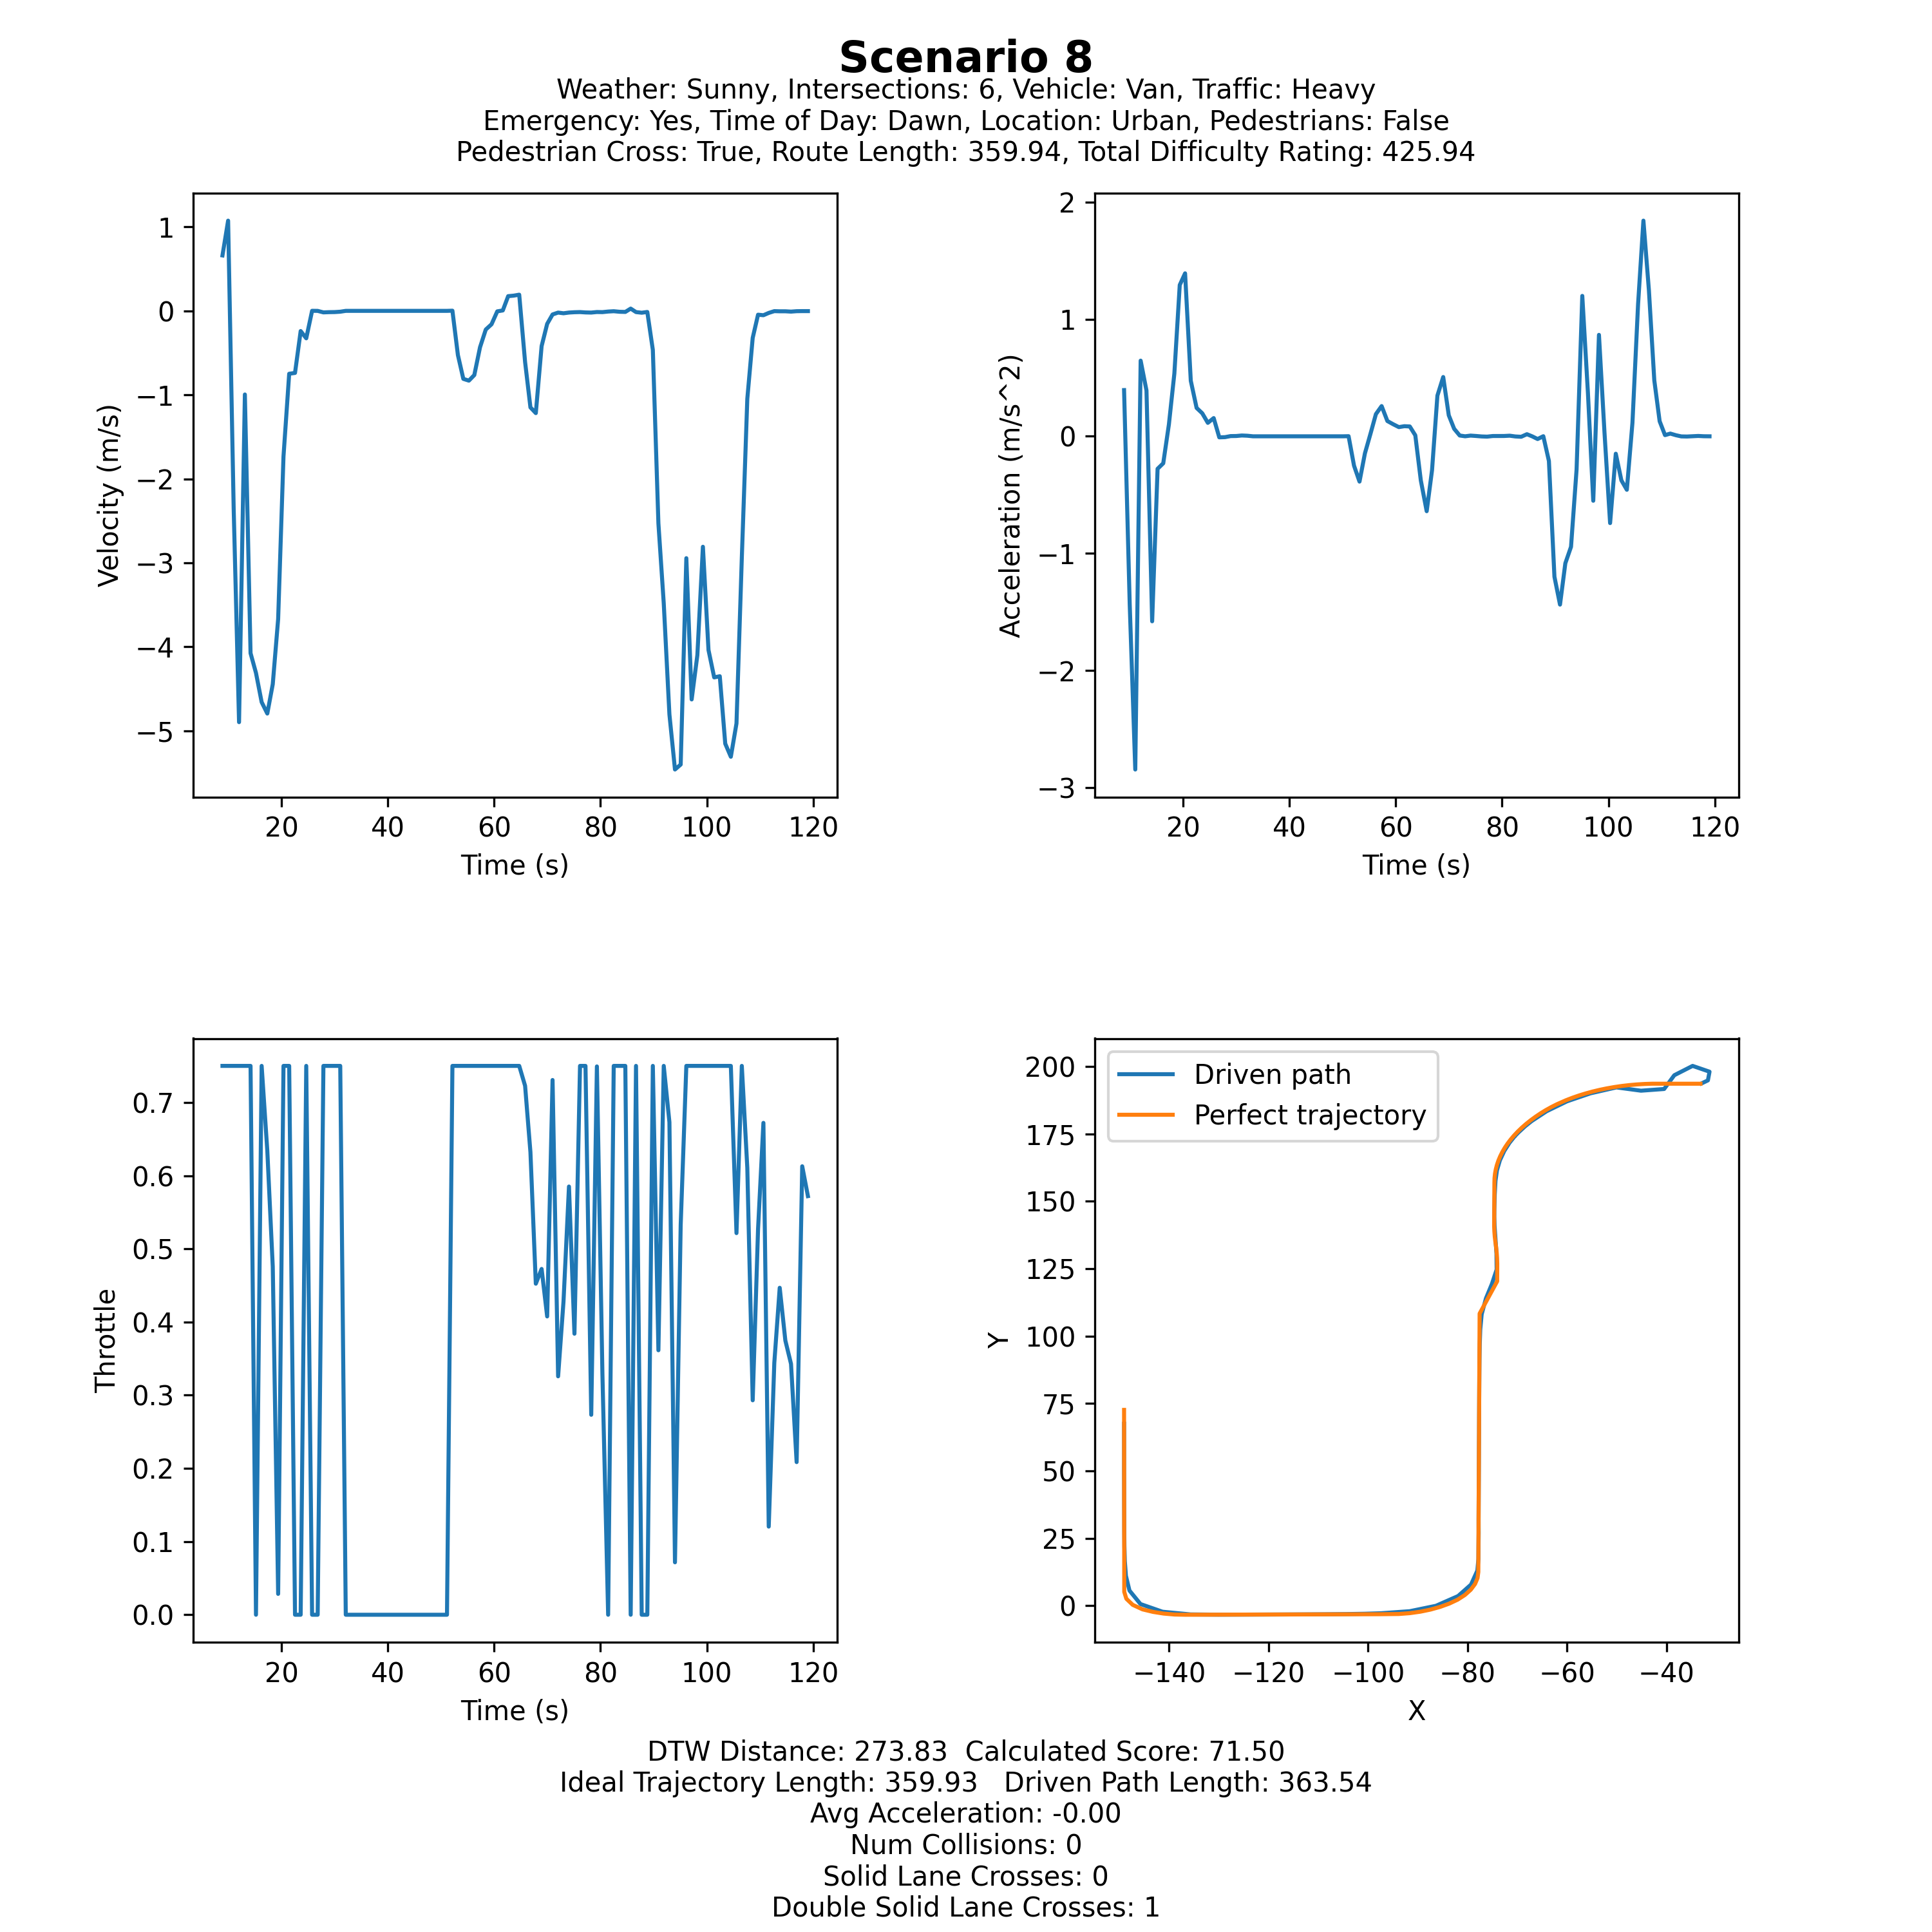 Scenario 8
Weather: Sunny, Intersections: 6, Vehicle: Van, Traffic: Heavy
Emergency: Yes, Time of Day: Dawn, Location: Urban, Pedestrians: False
Pedestrian Cross: True, Route Length: 359.94, Total Difficulty Rating: 425.94
1
0
−1
−2
−3
−4
−5
Velocity (m/s)
20 40 60 80 100 120
Time (s)
2
1
0
−1
−2
−3
Acceleration (m/s^2)
20 40 60 80 100 120
Time (s)
0.7
0.6
0.5
0.4
0.3
0.2
0.1
0.0
Throttle
20 40 60 80 100 120
Time (s)
Driven path
Perfect trajectory
200
175
150
125
100
75
50
25
0
Y
−140 −120 −100 −80 −60 −40
X
DTW Distance: 273.83 Calculated Score: 71.50
Ideal Trajectory Length: 359.93 Driven Path Length: 363.54
Avg Acceleration: -0.00
Num Collisions: 0
Solid Lane Crosses: 0
Double Solid Lane Crosses: 1